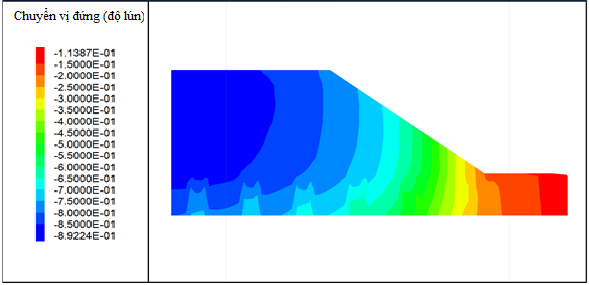 Chuyển vị đứng (độ lún)
-1.1387E-01
-1.5000E-01
-2.0000E-01
-2.5000E-01
-3.0000E-01
-3.5000E-01
-4.0000E-01
-4.5000E-01
-5.0000E-01
-5.5000E-01
-6.0000E-01
-6.5000E-01
-7.0000E-01
-7.5000E-01
-8.0000E-01
-8.5000E-01
-8.9224E-01